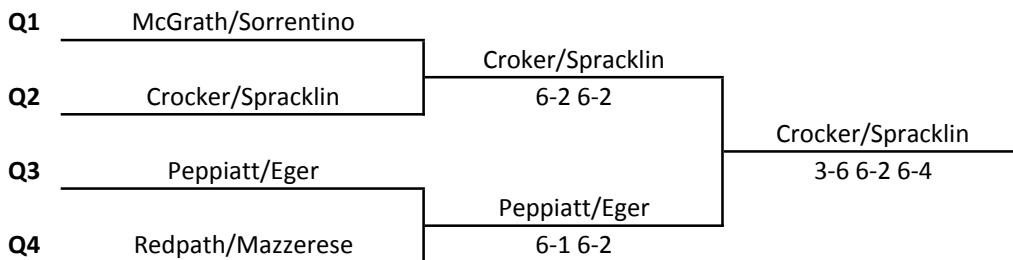 Q1 McGrath/Sorrentino
Croker/Spracklin
Q2 Crocker/Spracklin 6-2 6-2
Crocker/Spracklin
Q3 Peppiatt/Eger 3-6 6-2 6-4
Peppiatt/Eger
Q4 Redpath/Mazzerese 6-1 6-2